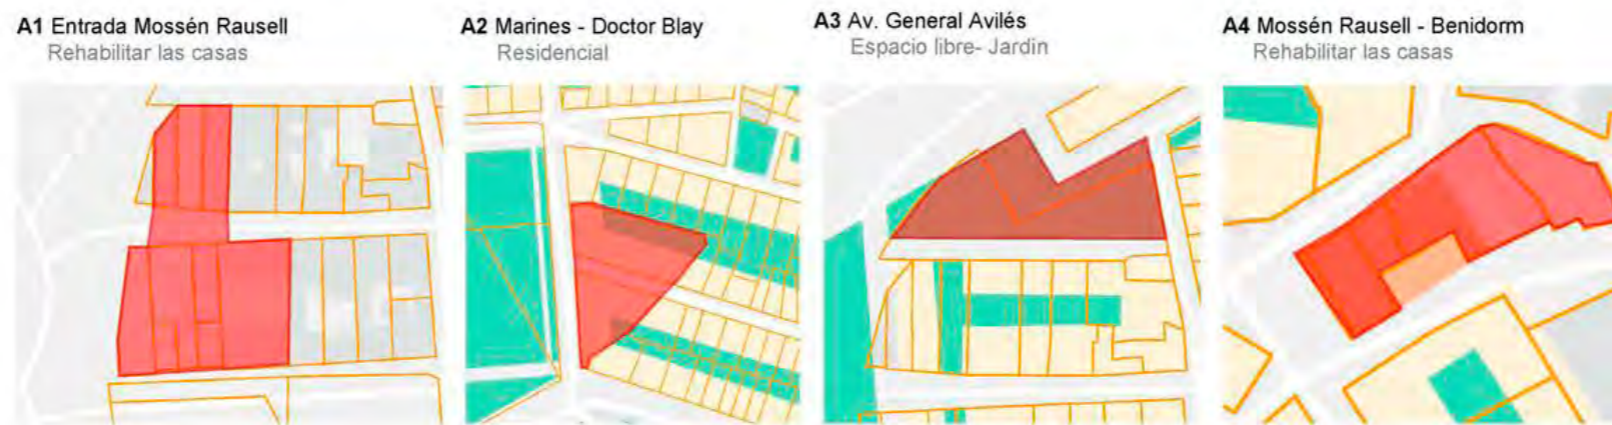 A1 Entrada Mossén Rausell
Rehabilitar las casas
A2 Marines - Doctor Blay
Residencial
A3 Av. General Avilés
Espacio libre- Jardin
A4 Mossén Rausell - Benidorm
Rehabilitar las casas